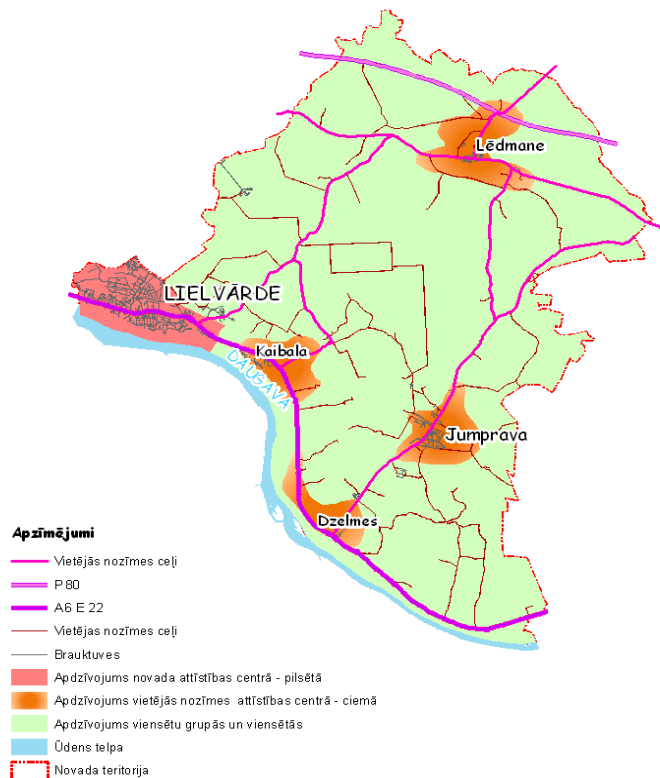 Lēdmane
LIELVĀRDE
Kaibala
DAUGAVA
Jumprava
Dzelmes
Apzīmējumi
Vietējās nozīmes ceļi
P 80
A6 E 22
Vietējas nozīmes ceļi
Brauktuves
Apdzīvojums novada attīstības centrā - pilsētā
Apdzīvojums vietējās nozīmes attīstības centrā - ciemā
Apdzīvojums viensētu grupās un viensētās
Ūdens telpa
Novada teritorija